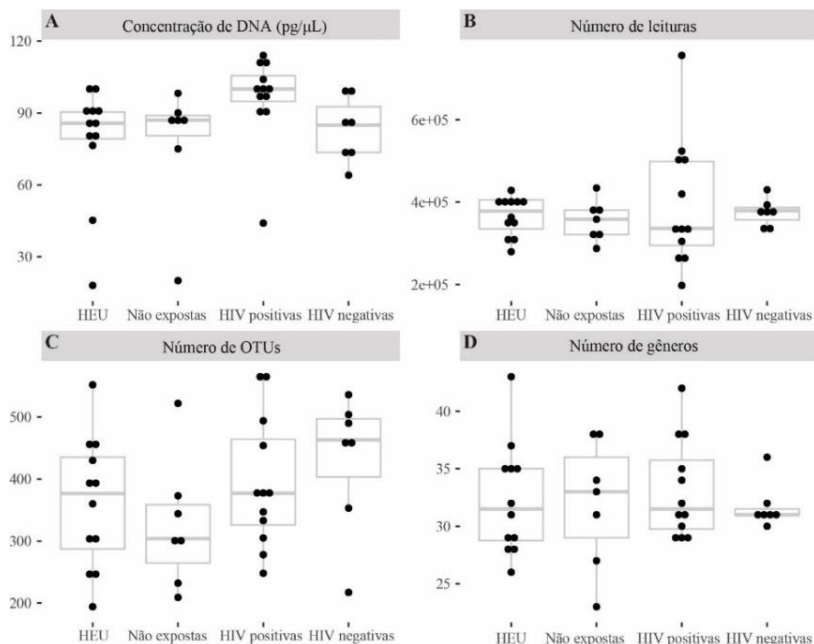 A Concentração de DNA (pg/µL)
120
90
60
30
HEU Não expostas HIV positivas HIV negativas
B Número de leituras
6e+05
4e+05
2e+05
HEU Não expostas HIV positivas HIV negativas
C Número de OTUs
500
400
300
200
HEU Não expostas HIV positivas HIV negativas
D Número de gêneros
40
35
30
25
HEU Não expostas HIV positivas HIV negativas